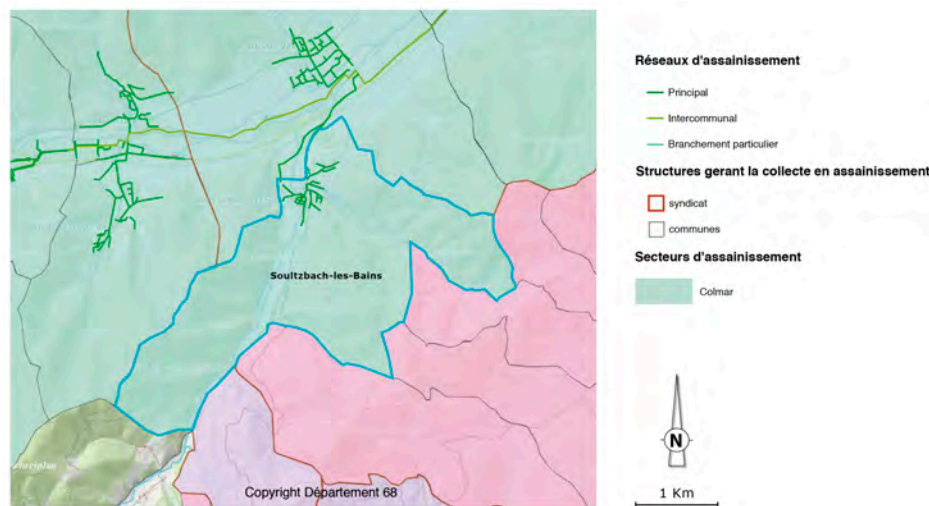 Réseaux d'assainissement
Principal
Intercommunal
Branchement particulier
Structures gerant la collecte en assainissement
syndicat
communes
Secteurs d'assainissement
Colmar
Soultzbach-les-Bains
N
Copyright Département 68
1 Km